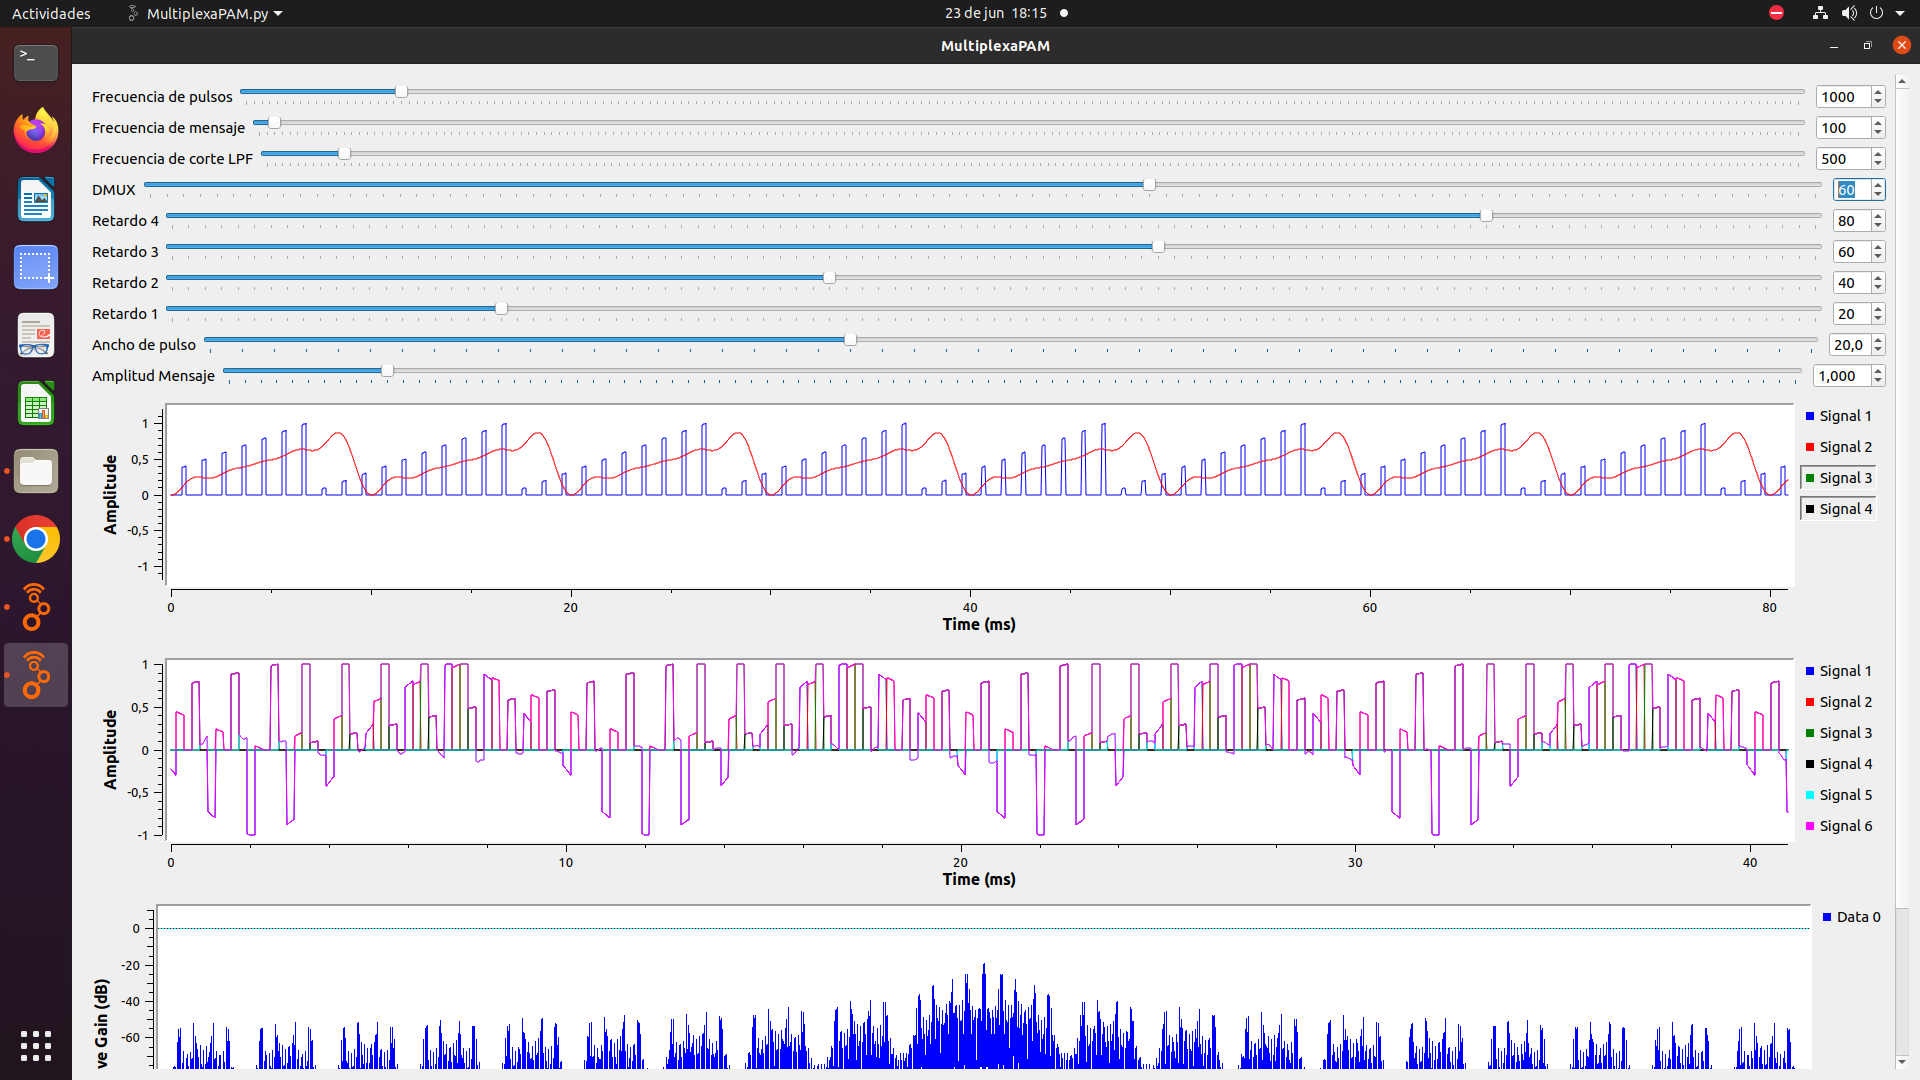 Actividades MultiplexaPAM.py 23 de jun 18:15
MultiplexaPAM
Frecuencia de pulsos 1000
Frecuencia de mensaje 100
Frecuencia de corte LPF 500
DMUX 60
Retardo 4 80
Retardo 3 60
Retardo 2 40
Retardo 1 20
Ancho de pulso 20,0
Amplitud Mensaje 1,000
Amplitude
1
0,5
0
-0,5
-1
0 20 40 60 80
Time (ms)
Signal 1
Signal 2
Signal 3
Signal 4
Amplitude
1
0,5
0
-0,5
-1
0 10 20 30 40
Time (ms)
Signal 1
Signal 2
Signal 3
Signal 4
Signal 5
Signal 6
ve Gain (dB)
0
-20
-40
-60
Data 0